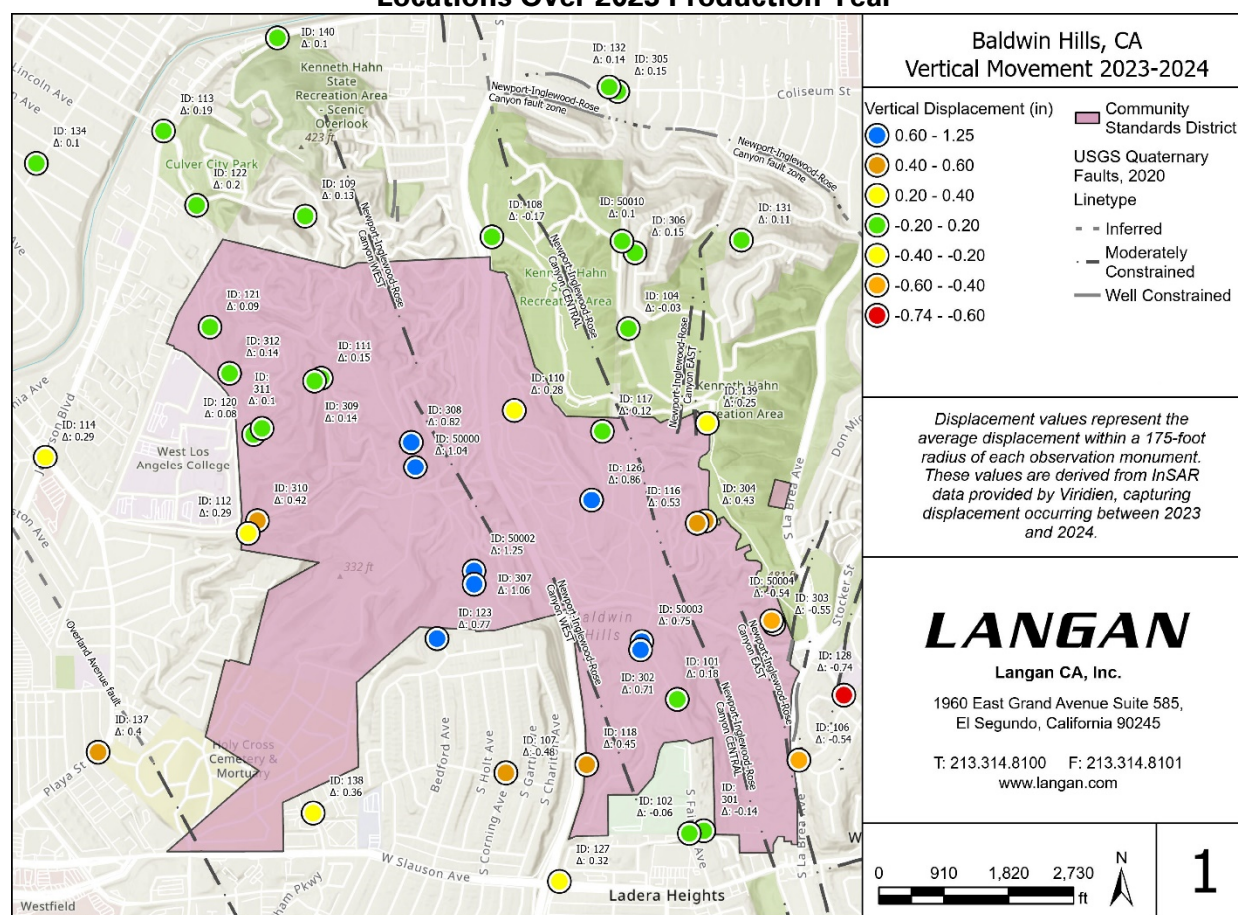 Locations Over 2023 Production Year
Baldwin Hills, CA
Vertical Movement 2023-2024
Vertical Displacement (in)
0.60 - 1.25
0.40 - 0.60
0.20 - 0.40
-0.20 - 0.20
-0.40 - -0.20
-0.60 - -0.40
-0.74 - -0.60
Community
Standards District
USGS Quaternary
Faults, 2020
Linetype
Inferred
Moderately
Constrained
Well Constrained
Displacement values represent the
average displacement within a 175-foot
radius of each observation monument.
These values are derived from InSAR
data provided by Viridien, capturing
displacement occurring between 2023
and 2024.
LANGAN
Langan CA, Inc.
1960 East Grand Avenue Suite 585,
El Segundo, California 90245
T: 213.314.8100 F: 213.314.8101
www.langan.com
0 910 1,820 2,730
ft
N
1
ID: 140
Δ: 0.1
Kenneth Hahn
State
Recreation Area
- Scenic
Overlook
423 ft
ID: 132
Δ: 0.14
ID: 305
Δ: 0.15
Coliseum St
Newport-Inglewood-Rose
Canyon fault zone
Newport-Inglewood-Rose
Canyon fault zone
Lincoln Ave
ID: 113
Δ: 0.19
ID: 134
Δ: 0.1
Culver City Park
ID: 122
Δ: 0.2
ID: 109
Δ: 0.13
Newport-Inglewood-Rose
Canyon WEST
ID: 108
Δ: -0.17
Newport-Inglewood-Rose
Canyon CENTRAL
ID: 50010
Δ: 0.1
ID: 306
Δ: 0.15
ID: 131
Δ: 0.11
Kenneth Hahn
Recreation Area
ID: 104
Δ: -0.03
Newport-Inglewood-Rose
Canyon EAST
ID: 121
Δ: 0.09
ID: 312
Δ: 0.14
ID:
311
Δ: 0.1
ID: 111
Δ: 0.15
ID: 309
Δ: 0.14
ID: 120
Δ: 0.08
ID: 110
Δ: 0.28
ID: 117
Δ: 0.12
Kenneth Hahn
Recreation Area
ID: 139
Δ: 0.25
Jefferson Blvd
ID: 114
Δ: 0.29
West Los
Angeles College
ID: 308
Δ: 0.82
ID: 50000
Δ: 1.04
ID: 126
Δ: 0.86
ID: 116
Δ: 0.53
ID: 304
Δ: 0.43
S La Brea Ave
ID: 112
Δ: 0.29
ID: 310
Δ: 0.42
332 ft
ID: 50002
Δ: 1.25
ID: 307
Δ: 1.06
ID: 123
Δ: 0.77
Newport-Inglewood-Rose
Canyon WEST
Baldwin
Hills
ID: 50003
Δ: 0.75
ID: 302
Δ: 0.71
ID: 101
Δ: 0.18
481 ft
ID: 50004
Δ: -0.54
ID: 303
Δ: -0.55
Stocker St
Newport-Inglewood-Rose
Canyon EAST
ID: 128
Δ: -0.74
ID: 106
Δ: -0.54
Overland Avenue fault
ID: 137
Δ: 0.4
Playa St
Holy Cross
Cemetery &
Mortuary
ID: 138
Δ: 0.36
Bedford Ave
S Holt Ave
S Corning Ave
ID: 107
Δ: -0.48
ID: 118
Δ: 0.45
Newport-Inglewood-Rose
Canyon CENTRAL
ID: 102
Δ: -0.06
ID:
301
Δ: -0.14
S La Brea Ave
W Slauson Ave
ID: 127
Δ: 0.32
Ladera Heights
Westfield